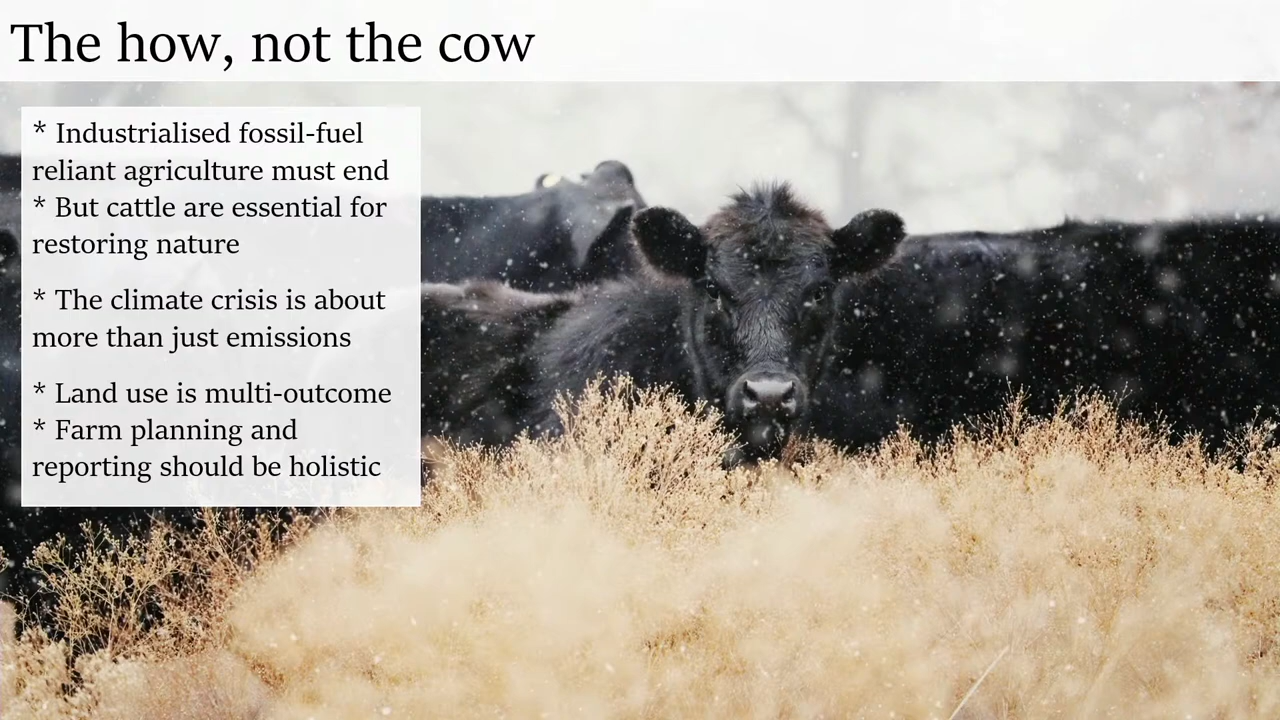 The how, not the cow
* Industrialised fossil-fuel
reliant agriculture must end
* But cattle are essential for
restoring nature
* The climate crisis is about
more than just emissions
* Land use is multi-outcome
* Farm planning and
reporting should be holistic